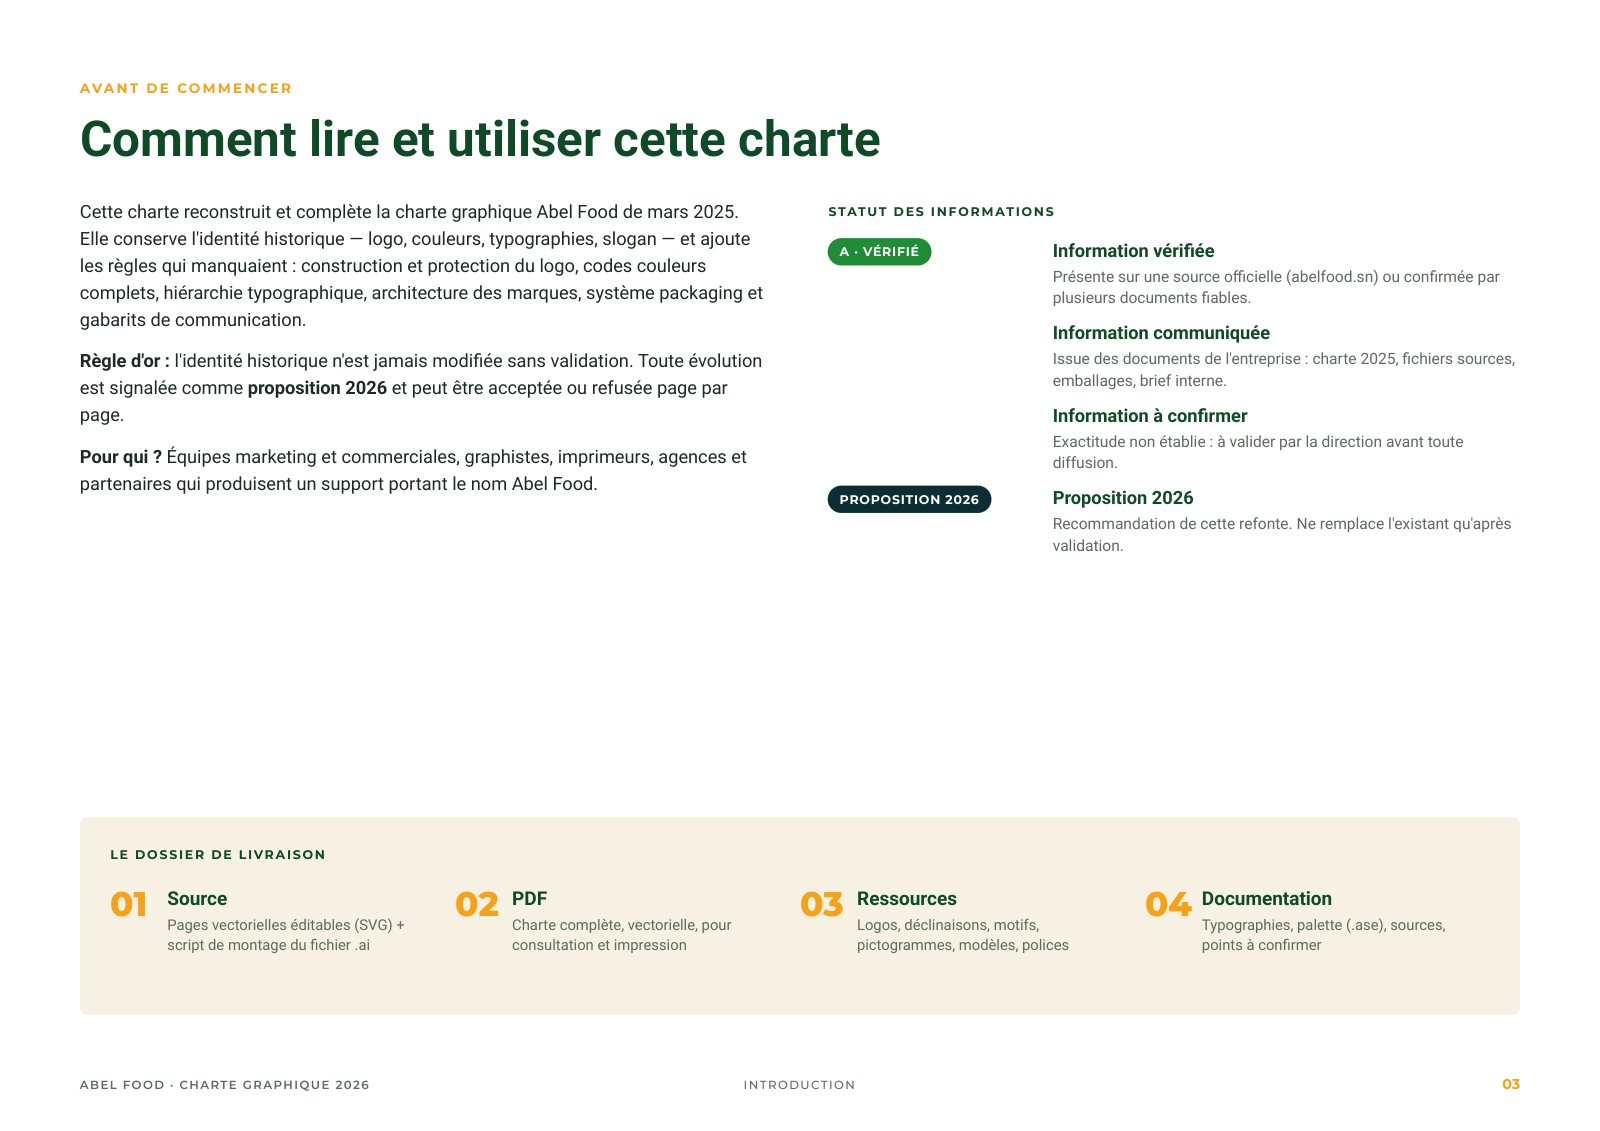 AVANT DE COMMENCER
Comment lire et utiliser cette charte
Cette charte reconstruit et complète la charte graphique Abel Food de mars 2025.
Elle conserve l'identité historique — logo, couleurs, typographies, slogan — et ajoute
les règles qui manquaient : construction et protection du logo, codes couleurs
complets, hiérarchie typographique, architecture des marques, système packaging et
gabarits de communication.
Règle d'or : l'identité historique n'est jamais modifiée sans validation. Toute évolution
est signalée comme proposition 2026 et peut être acceptée ou refusée page par
page.
Pour qui ? Équipes marketing et commerciales, graphistes, imprimeurs, agences et
partenaires qui produisent un support portant le nom Abel Food.
STATUT DES INFORMATIONS
A · VÉRIFIÉ
Information vérifiée
Présente sur une source officielle (abelfood.sn) ou confirmée par
plusieurs documents fiables.
Information communiquée
Issue des documents de l'entreprise : charte 2025, fichiers sources,
emballages, brief interne.
Information à confirmer
Exactitude non établie : à valider par la direction avant toute
diffusion.
PROPOSITION 2026
Proposition 2026
Recommandation de cette refonte. Ne remplace l'existant qu'après
validation.
LE DOSSIER DE LIVRAISON
01
Source
Pages vectorielles éditables (SVG) +
script de montage du fichier .ai
02
PDF
Charte complète, vectorielle, pour
consultation et impression
03
Ressources
Logos, déclinaisons, motifs,
pictogrammes, modèles, polices
04
Documentation
Typographies, palette (.ase), sources,
points à confirmer
ABEL FOOD · CHARTE GRAPHIQUE 2026
INTRODUCTION
03